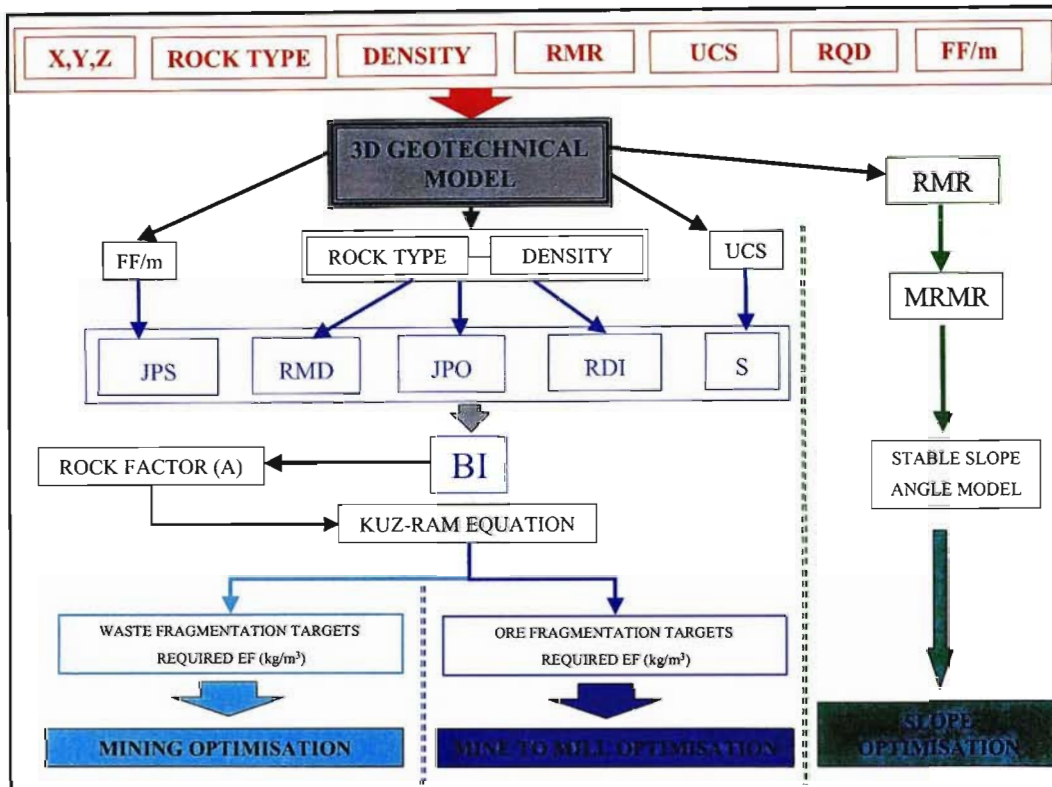 X,Y,Z
ROCK TYPE
DENSITY
RMR
UCS
RQD
FF/m
3D GEOTECHNICAL
MODEL
RMR
FF/m
ROCK TYPE
DENSITY
UCS
MRMR
JPS
RMD
JPO
RDI
S
BI
ROCK FACTOR (A)
STABLE SLOPE
ANGLE MODEL
KUZ-RAM EQUATION
WASTE FRAGMENTATION TARGETS
REQUIRED EF (kg/m³)
ORE FRAGMENTATION TARGETS
REQUIRED EF (kg/m³)
MINING OPTIMISATION
MINE TO MILL OPTIMISATION
SLOPE
OPTIMISATION